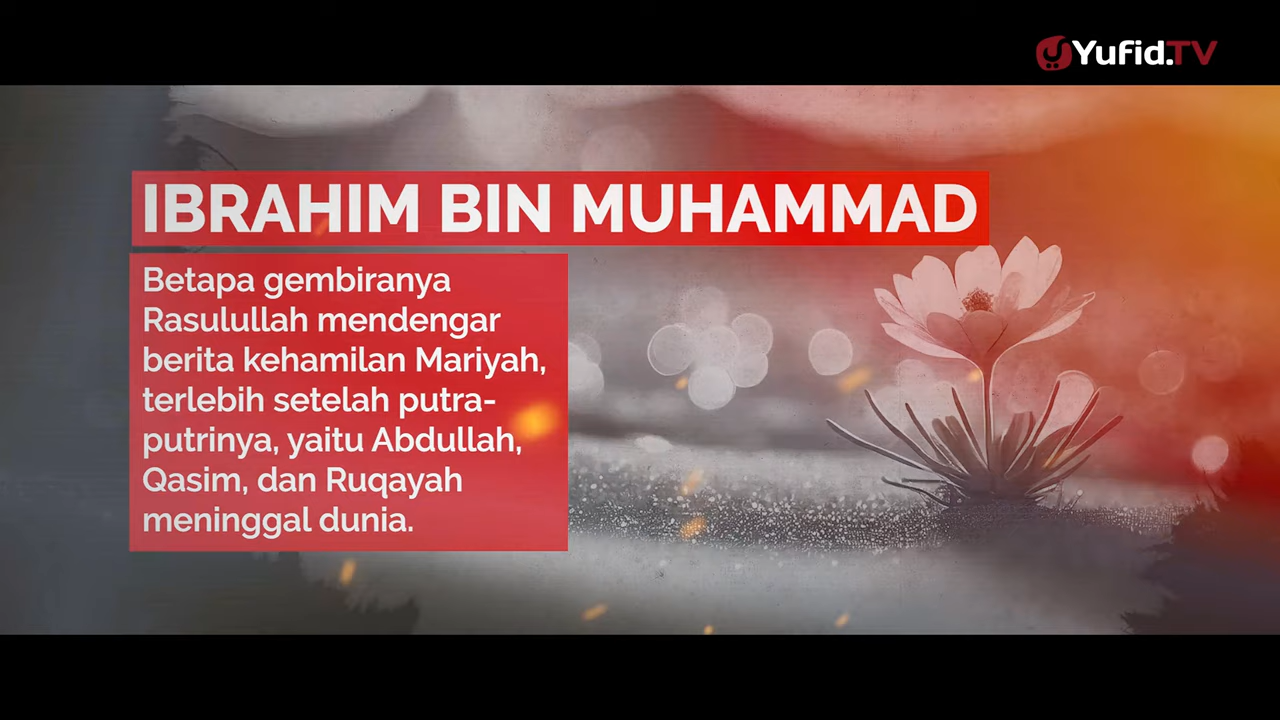 Yufid.TV
IBRAHIM BIN MUHAMMAD
Betapa gembiranya
Rasulullah mendengar
berita kehamilan Mariyah,
terlebih setelah putra-
putrinya, yaitu Abdullah,
Qasim, dan Ruqayah
meninggal dunia.